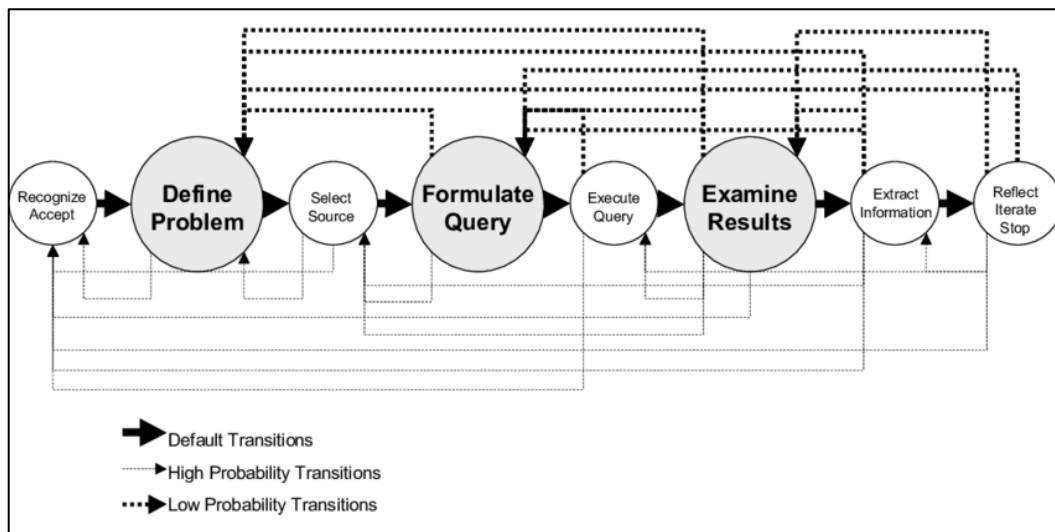 Recognize
Accept
Define
Problem
Select
Source
Formulate
Query
Execute
Query
Examine
Results
Extract
Information
Reflect
Iterate
Stop
Default Transitions
High Probability Transitions
Low Probability Transitions